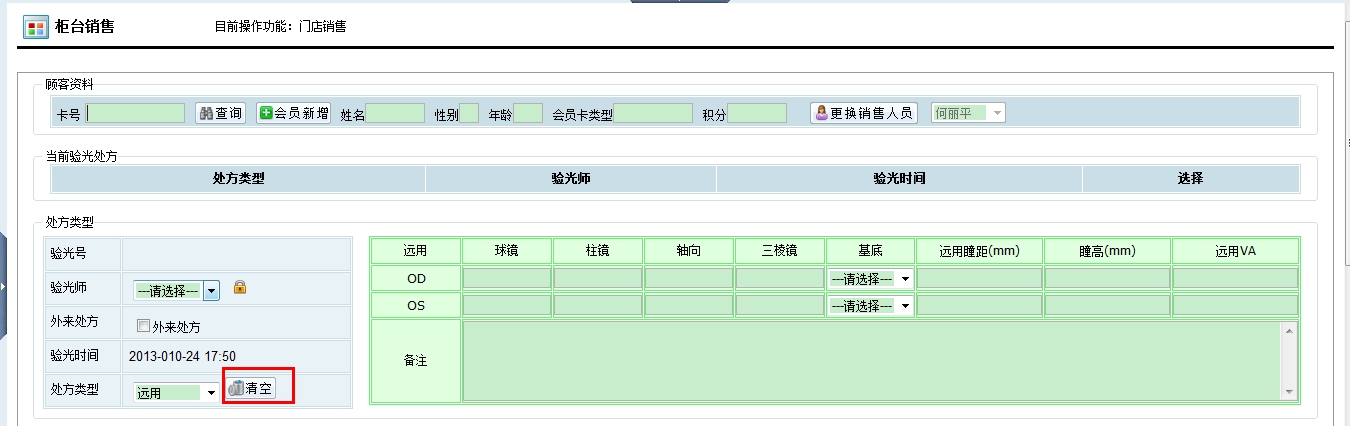 柜台销售 目前操作功能：门店销售
顾客资料
卡号 查询 会员新增 姓名 性别 年龄 会员卡类型 积分 更换销售人员 何丽平
当前验光处方
处方类型 验光师 验光时间 选择
处方类型
验光号
验光师 ---请选择---
外来处方 外来处方
验光时间 2013-010-24 17:50
处方类型 远用 清空
远用 球镜 柱镜 轴向 三棱镜 基底 远用瞳距(mm) 瞳高(mm) 远用VA
OD ---请选择---
OS ---请选择---
备注